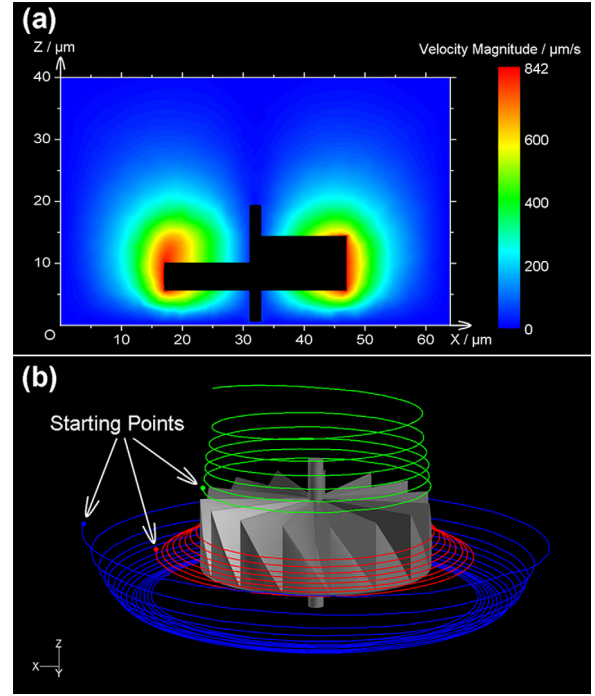 (a)
Z / µm
Velocity Magnitude / µm/s
40
30
20
10
O
10
20
30
40
50
60
X / µm
842
600
400
200
0
(b)
Starting Points
Z
X
Y